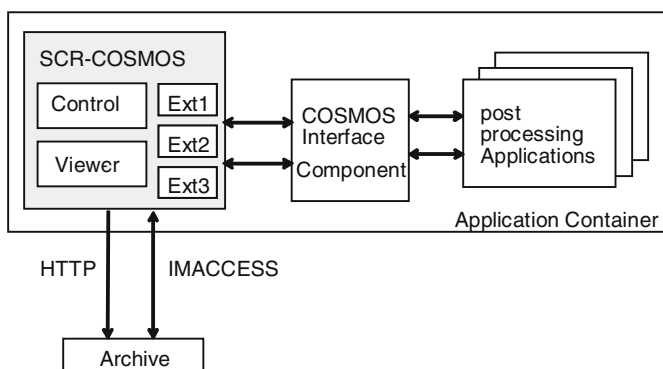 SCR-COSMOS
Control
Viewer
Ext1
Ext2
Ext3
COSMOS
Interface
Component
post
processing
Applications
Application Container
HTTP
IMACCESS
Archive